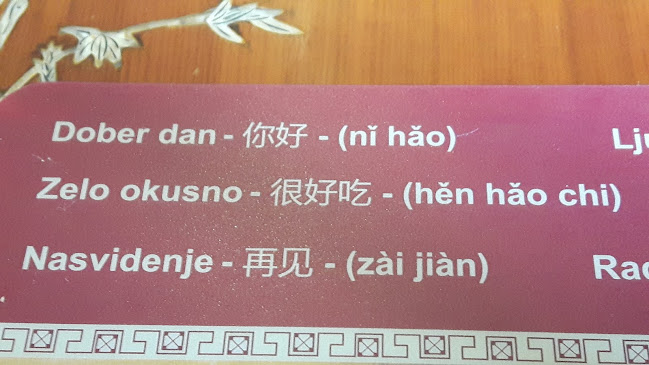 Dober dan - 你好 - (nǐ hǎo)
Zelo okusno - 很好吃 - (hěn hǎo chi)
Nasvidenje - 再见 - (zài jiàn)